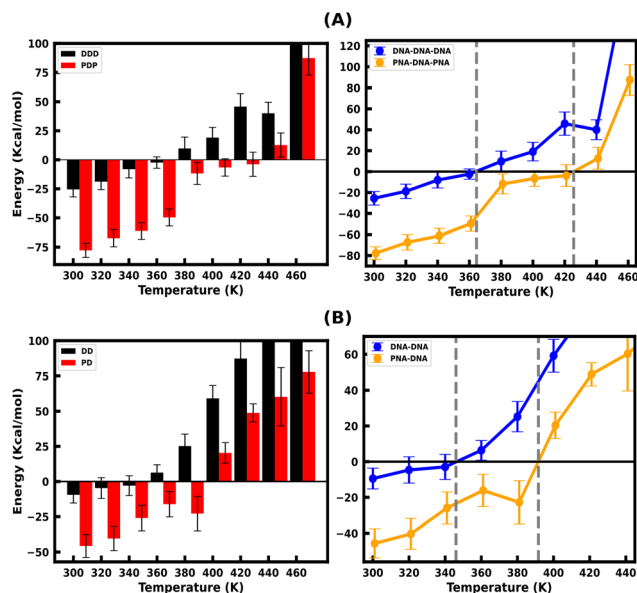 (A)
DDD
PDP
Energy (Kcal/mol)
100
75
50
25
0
−25
−50
−75
300 320 340 360 380 400 420 440 460
Temperature (K)
DNA-DNA-DNA
PNA-DNA-PNA
120
100
80
60
40
20
0
−20
−40
−60
−80
300 320 340 360 380 400 420 440 460
Temperature (K)
(B)
DD
PD
Energy (Kcal/mol)
100
75
50
25
0
−25
−50
300 320 340 360 380 400 420 440 460
Temperature (K)
DNA-DNA
PNA-DNA
60
40
20
0
−20
−40
300 320 340 360 380 400 420 440
Temperature (K)